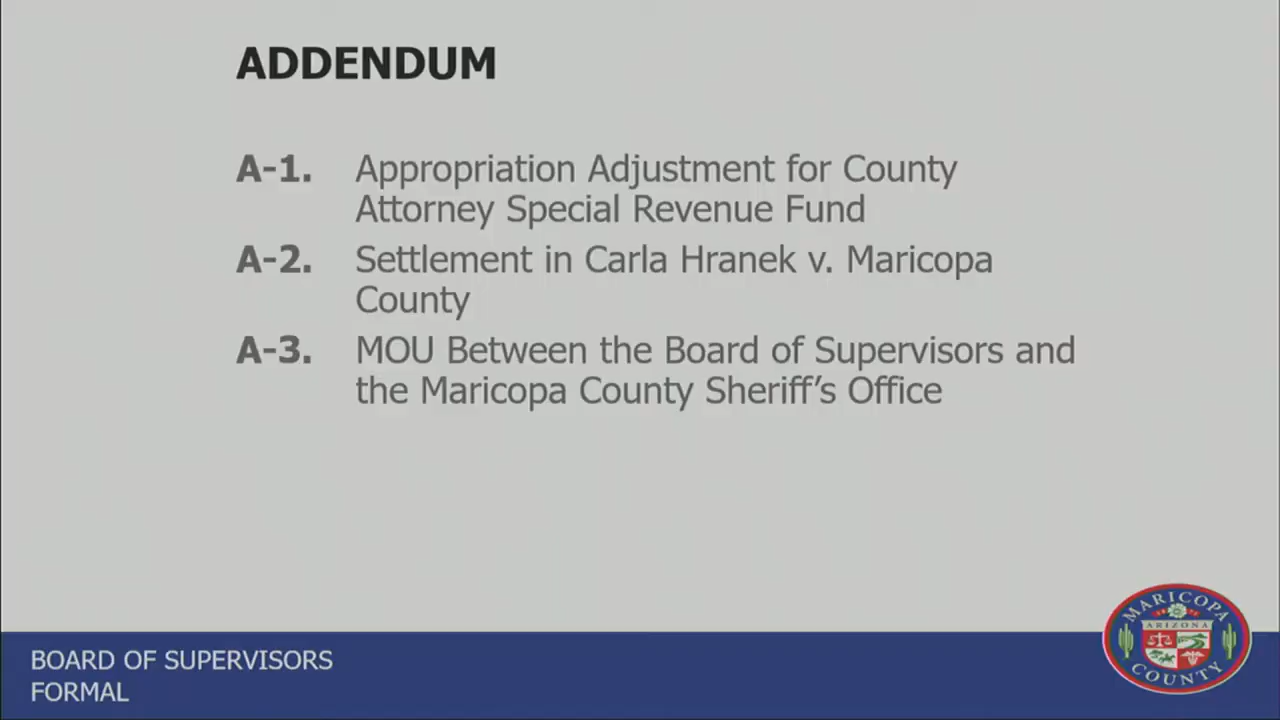 ADDENDUM
A-1. Appropriation Adjustment for County
Attorney Special Revenue Fund
A-2. Settlement in Carla Hranek v. Maricopa
County
A-3. MOU Between the Board of Supervisors and
the Maricopa County Sheriff's Office
BOARD OF SUPERVISORS
FORMAL
MARICOPA
ARIZONA
COUNTY